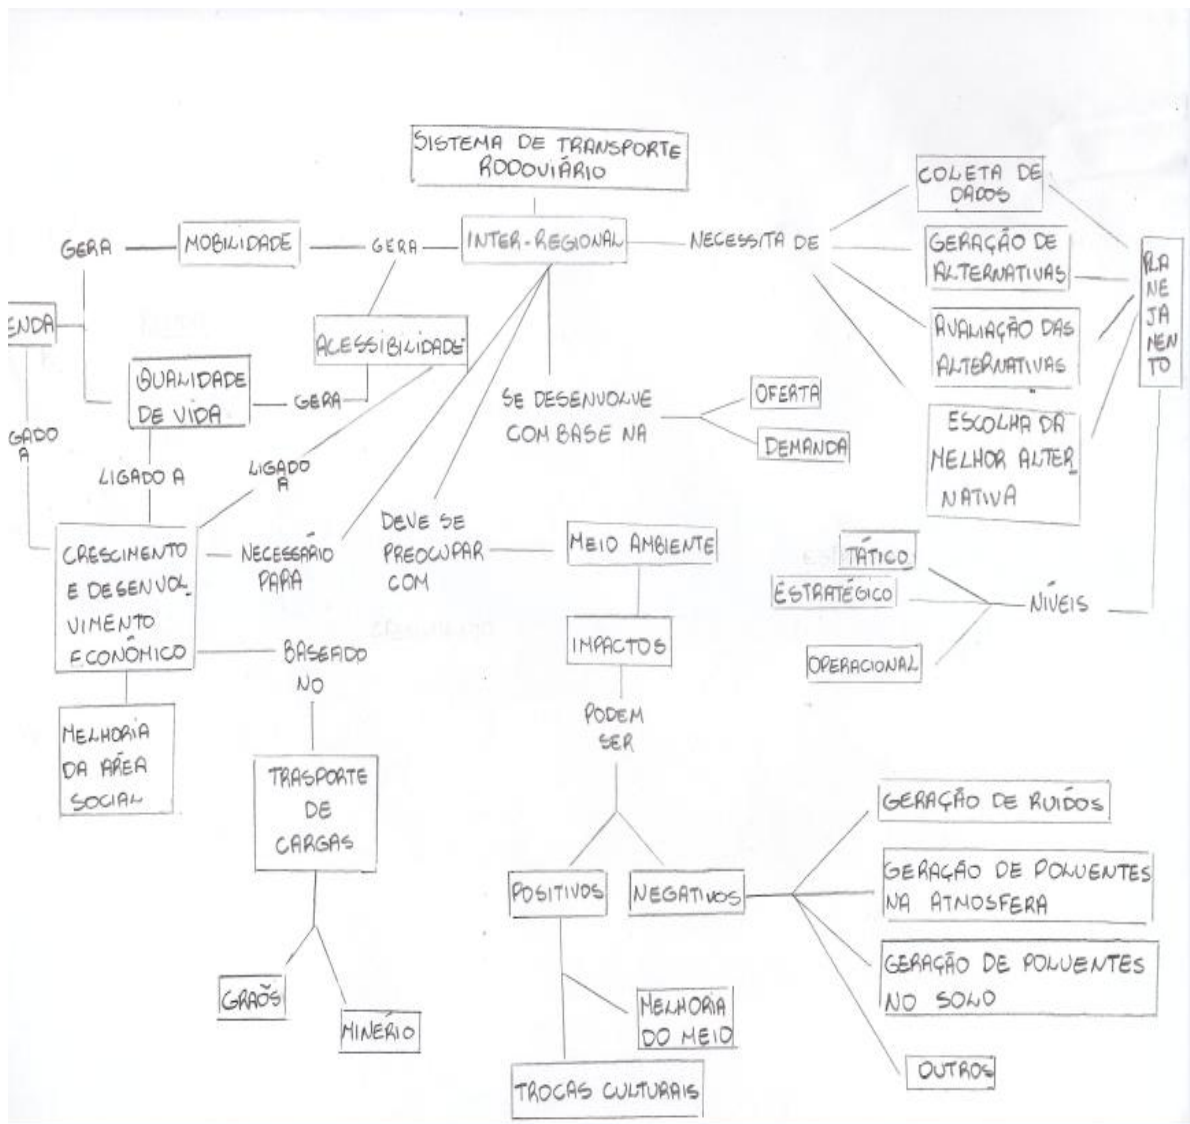 SISTEMA DE TRANSPORTE
RODOVIÁRIO
COLETA DE
DADOS
GERA
MOBILIDADE
GERA
INTER-REGIONAL
NECESSITA DE
GERAÇÃO DE
ALTERNATIVAS
PLA
NE
JA
MEN
TO
ENDA
ACESSIBILIDADE
AVALIAÇÃO DAS
ALTERNATIVAS
QUALIDADE
DE VIDA
GERA
SE DESENVOLVE
COM BASE NA
OFERTA
DEMANDA
ESCOLHA DA
MELHOR ALTER_
NATIVA
GADO
A
LIGADO A
LIGADO
A
CRESCIMENTO
E DESENVOL_
VIMENTO
ECONÔMICO
NECESSÁRIO
PARA
DEVE SE
PREOCUPAR
COM
MEIO AMBIENTE
TÁTICO
ESTRATÉGICO
NÍVEIS
OPERACIONAL
IMPACTOS
BASEADO
NO
MELHORIA
DA ÁREA
SOCIAL
PODEM
SER
TRASPORTE
DE
CARGAS
GERAÇÃO DE RUIDOS
POSITIVOS
NEGATIVOS
GERAÇÃO DE POLUENTES
NA ATMOSFERA
GERAÇÃO DE POLUENTES
NO SOLO
GRAÕS
MINÉRIO
MELHORIA
DO MEIO
TROCAS CULTURAIS
OUTROS